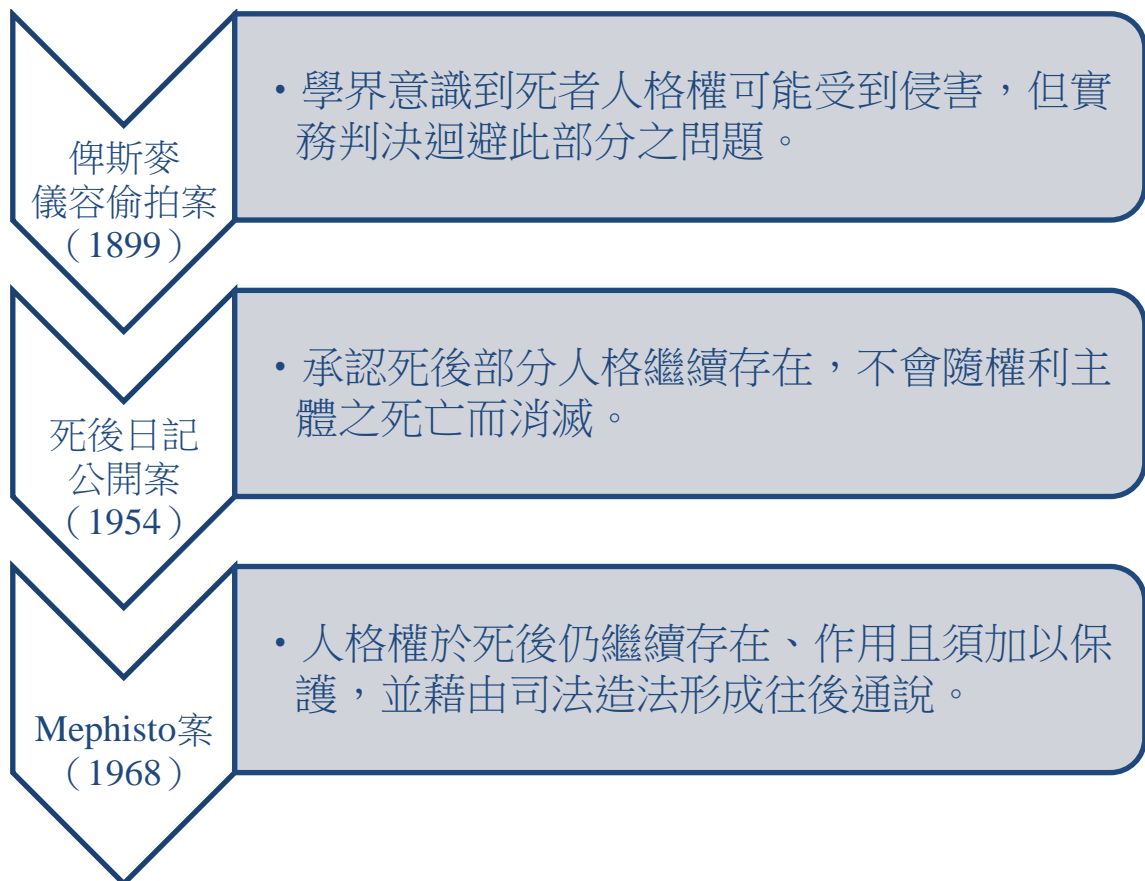 俾斯麥
儀容偷拍案
（1899）
•學界意識到死者人格權可能受到侵害，但實
務判決迴避此部分之問題。
死後日記
公開案
（1954）
•承認死後部分人格繼續存在，不會隨權利主
體之死亡而消滅。
Mephisto案
（1968）
•人格權於死後仍繼續存在、作用且須加以保
護，並藉由司法造法形成往後通說。